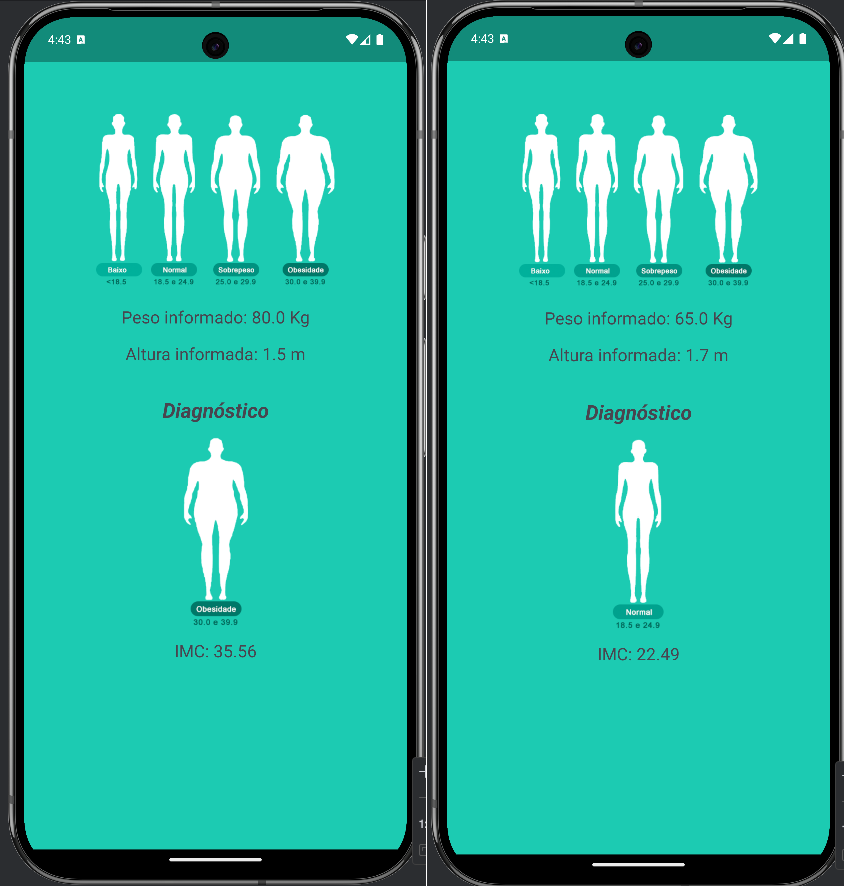 4:43 A
Baixo Normal Sobrepeso Obesidade
<18.5 18.5 e 24.9 25.0 e 29.9 30.0 e 39.9
Peso informado: 80.0 Kg
Altura informada: 1.5 m
Diagnóstico
Obesidade
30.0 e 39.9
IMC: 35.56
4:43 A
Baixo Normal Sobrepeso Obesidade
<18.5 18.5 e 24.9 25.0 e 29.9 30.0 e 39.9
Peso informado: 65.0 Kg
Altura informada: 1.7 m
Diagnóstico
Normal
18.5 e 24.9
IMC: 22.49